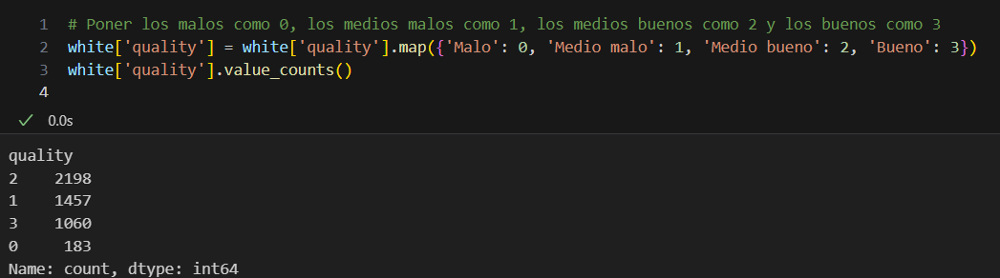 1 # Poner los malos como 0, los medios malos como 1, los medios buenos como 2 y los buenos como 3
2 white['quality'] = white['quality'].map({'Malo': 0, 'Medio malo': 1, 'Medio bueno': 2, 'Bueno': 3})
3 white['quality'].value_counts()
4
✓ 0.0s
quality
2 2198
1 1457
3 1060
0 183
Name: count, dtype: int64